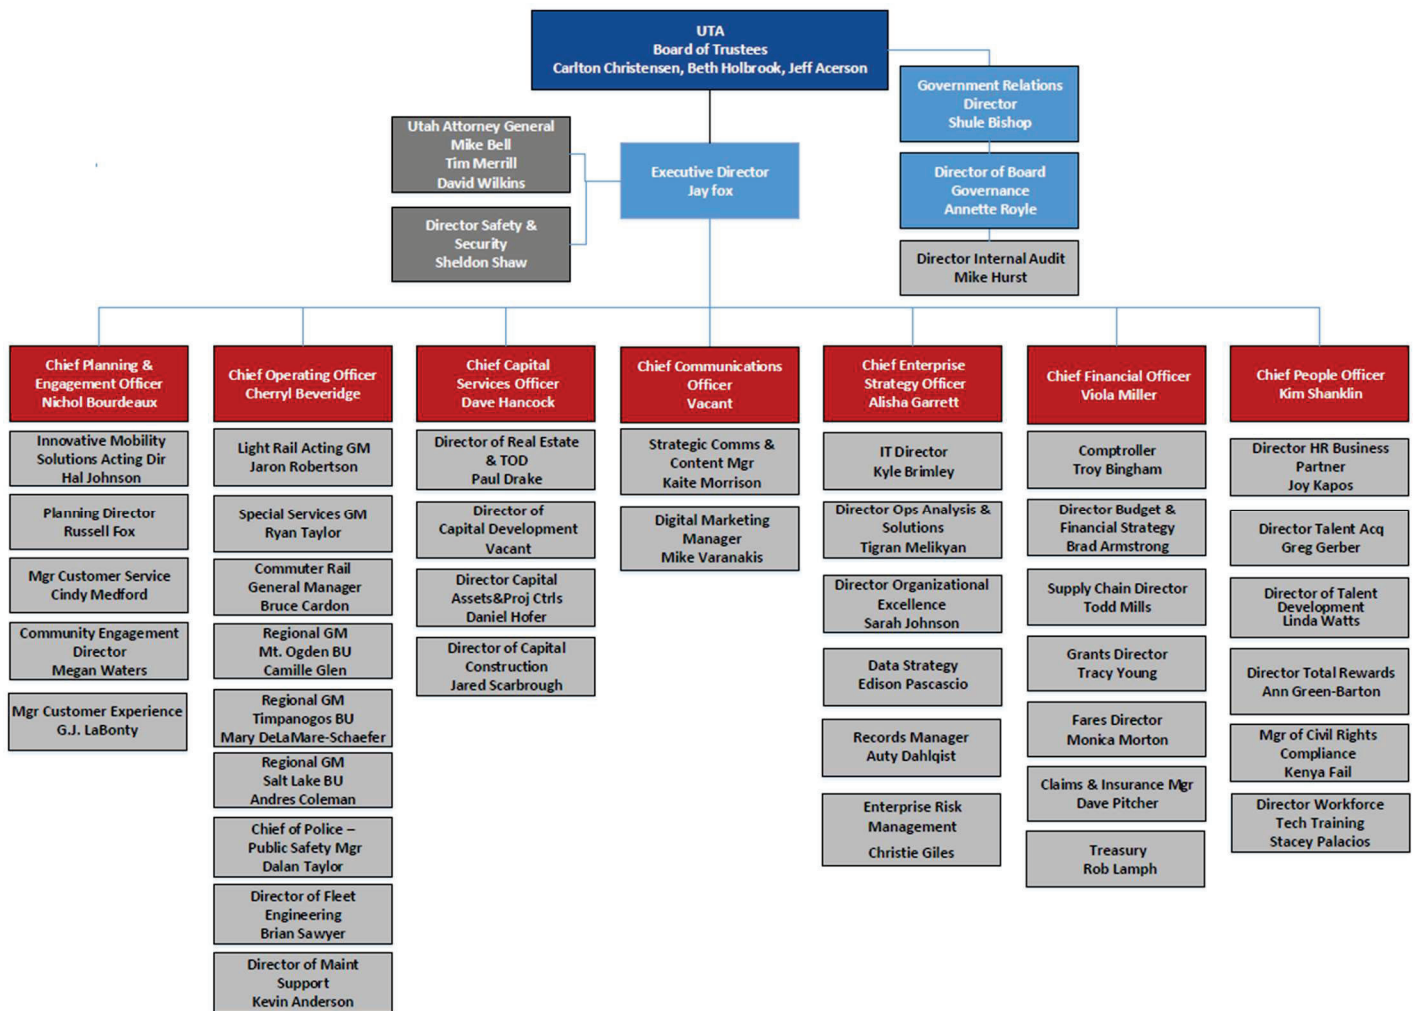 UTA
Board of Trustees
Carlton Christensen, Beth Holbrook, Jeff Acerson
Government Relations
Director
Shule Bishop
Utah Attorney General
Mike Bell
Tim Merrill
David Wilkins
Executive Director
Jay fox
Director of Board
Governance
Annette Royle
Director Safety &
Security
Sheldon Shaw
Director Internal Audit
Mike Hurst
Chief Planning &
Engagement Officer
Nichol Bourdeaux
Innovative Mobility
Solutions Acting Dir
Hal Johnson
Planning Director
Russell Fox
Mgr Customer Service
Cindy Medford
Community Engagement
Director
Megan Waters
Mgr Customer Experience
G.J. LaBonty
Chief Operating Officer
Cherryl Beveridge
Light Rail Acting GM
Jaron Robertson
Special Services GM
Ryan Taylor
Commuter Rail
General Manager
Bruce Cardon
Regional GM
Mt. Ogden BU
Camille Glen
Regional GM
Timpanogos BU
Mary DeLaMare-Schaefer
Regional GM
Salt Lake BU
Andres Coleman
Chief of Police –
Public Safety Mgr
Dalan Taylor
Director of Fleet
Engineering
Brian Sawyer
Director of Maint
Support
Kevin Anderson
Chief Capital
Services Officer
Dave Hancock
Director of Real Estate
& TOD
Paul Drake
Director of
Capital Development
Vacant
Director Capital
Assets&Proj Ctrls
Daniel Hofer
Director of Capital
Construction
Jared Scarbrough
Chief Communications
Officer
Vacant
Strategic Comms &
Content Mgr
Kaite Morrison
Digital Marketing
Manager
Mike Varanakis
Chief Enterprise
Strategy Officer
Alisha Garrett
IT Director
Kyle Brimley
Director Ops Analysis &
Solutions
Tigran Melikyan
Director Organizational
Excellence
Sarah Johnson
Data Strategy
Edison Pascascio
Records Manager
Auty Dahlqist
Enterprise Risk
Management
Christie Giles
Chief Financial Officer
Viola Miller
Comptroller
Troy Bingham
Director Budget &
Financial Strategy
Brad Armstrong
Supply Chain Director
Todd Mills
Grants Director
Tracy Young
Fares Director
Monica Morton
Claims & Insurance Mgr
Dave Pitcher
Treasury
Rob Lamph
Chief People Officer
Kim Shanklin
Director HR Business
Partner
Joy Kapos
Director Talent Acq
Greg Gerber
Director of Talent
Development
Linda Watts
Director Total Rewards
Ann Green-Barton
Mgr of Civil Rights
Compliance
Kenya Fail
Director Workforce
Tech Training
Stacey Palacios